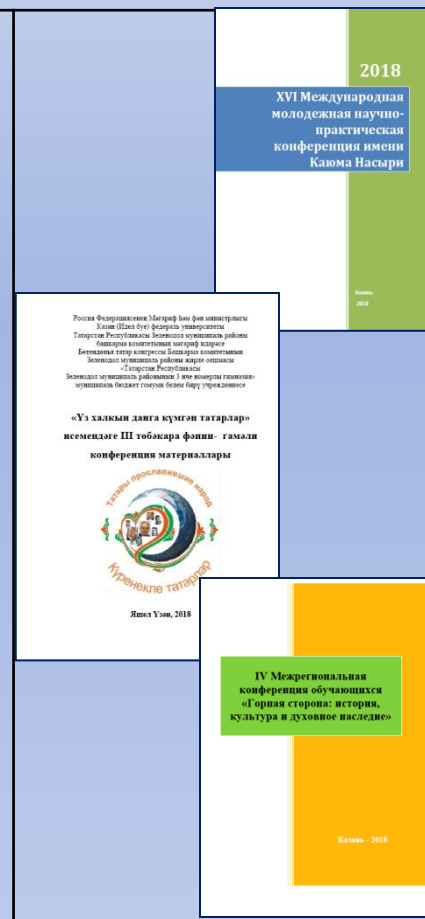 2018
XVI Международная
молодежная научно-
практическая
конференция имени
Каюма Насыри
Казань
2018
Россия Федерациясенең Мәгариф һәм фән министрлыгы
Казан (Идел буе) федераль университеты
Татарстан Республикасы Зеленодол муниципаль районы
башкарма комитетының мәгариф идарәсе
Бөтендөнья татар конгрессы Башкарма комитетының
Зеленодол муниципаль районы җирле оешмасы
«Татарстан Республикасы
Зеленодол муниципаль районының 3 нче номерлы гимназия»
муниципаль бюджет гомуми белем бирү учреждениесе
«Үз халкын данга күмгән татарлар»
исемендәге III төбәкара фәнни- гамәли
конференция материаллары
Татары прославившие народ
Күренекле татарлар
Яшел Үзән, 2018
IV Межрегиональная
конференция обучающихся
«Горная сторона: история,
культура и духовное наследие»
Казань - 2018